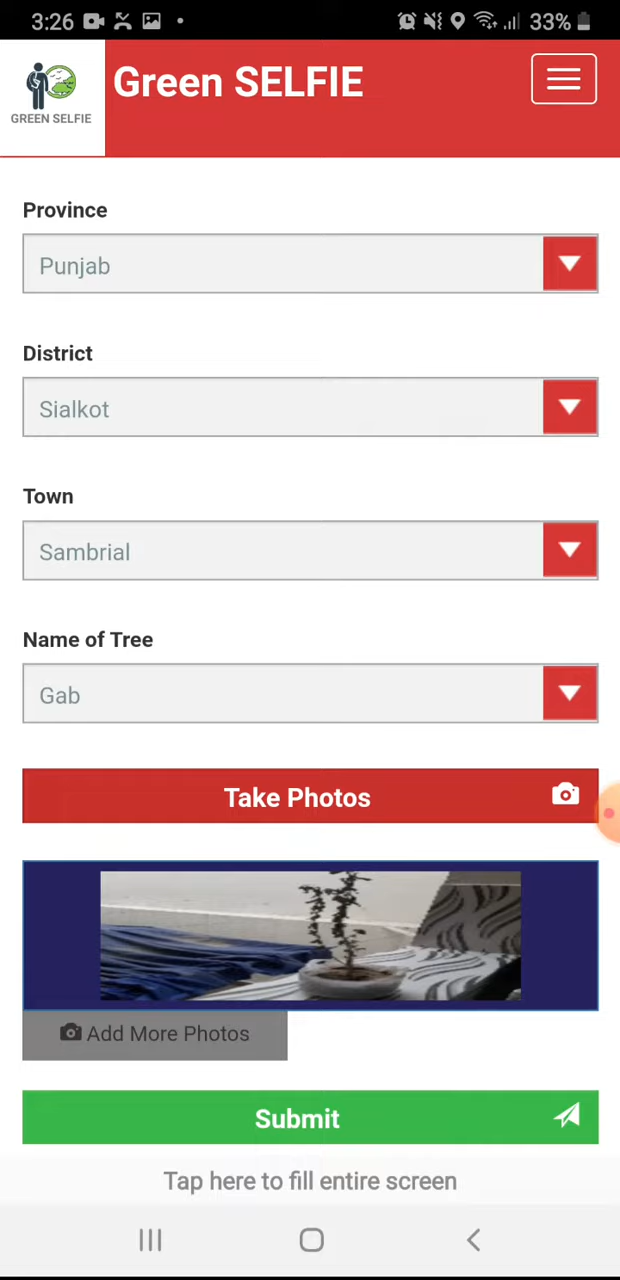 3:26 33%
Green SELFIE
GREEN SELFIE
Province
Punjab
District
Sialkot
Town
Sambrial
Name of Tree
Gab
Take Photos
Add More Photos
Submit
Tap here to fill entire screen